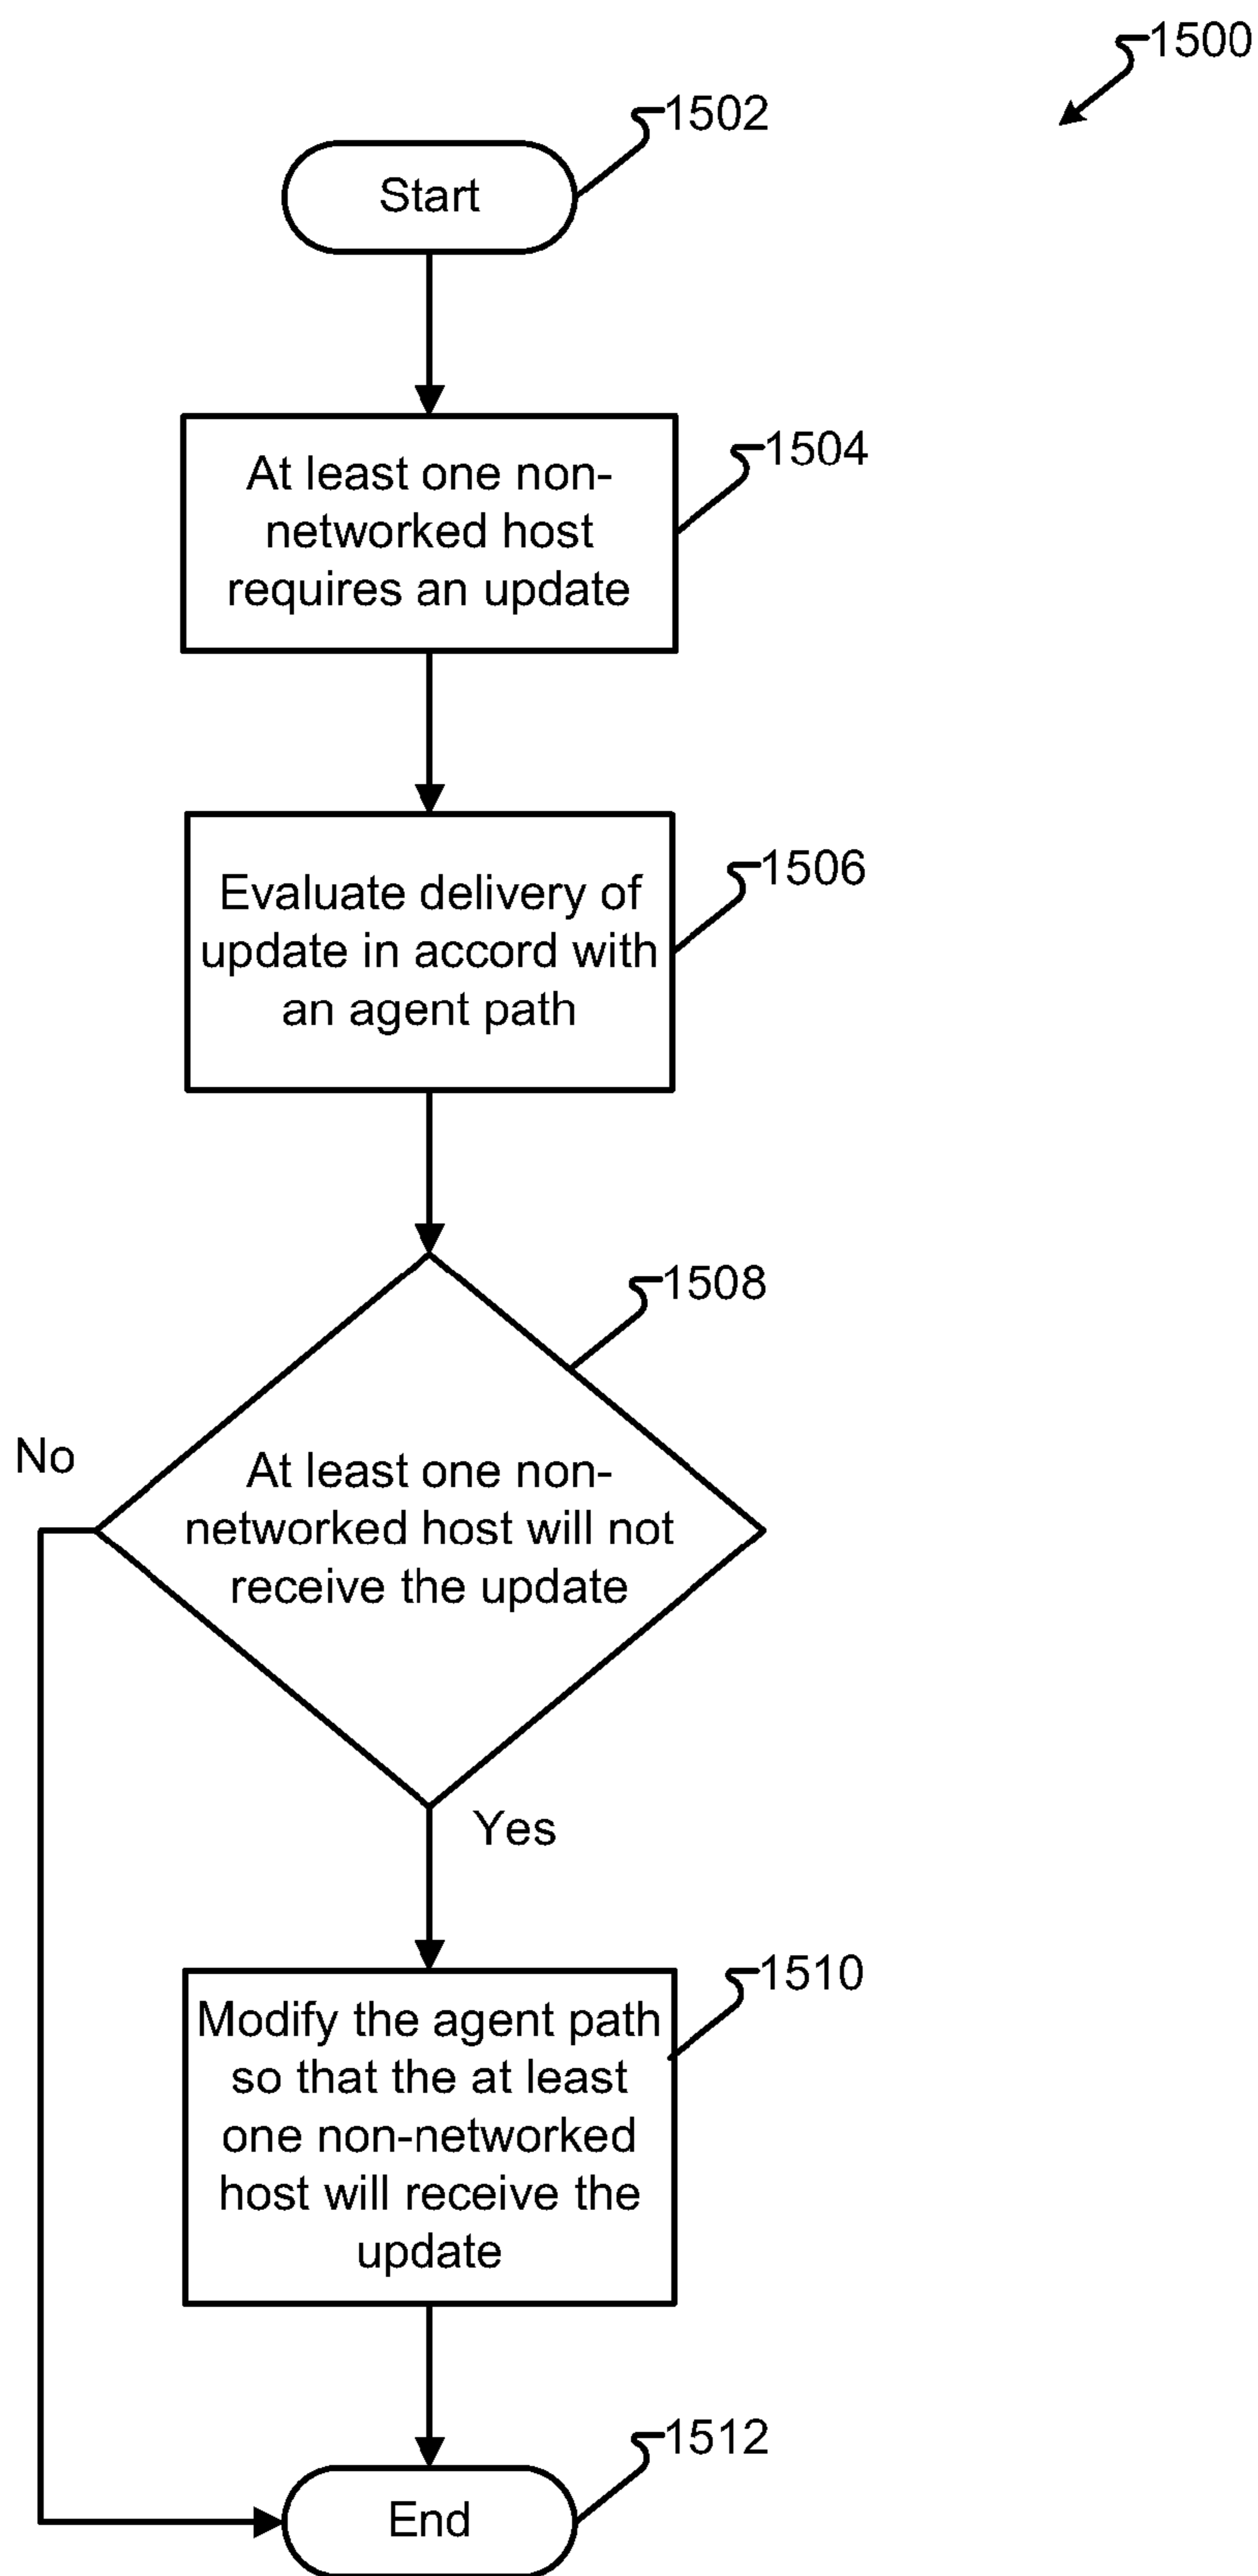 1500
1502
Start
1504
At least one non-
networked host
requires an update
1506
Evaluate delivery of
update in accord with
an agent path
1508
No
At least one non-
networked host will not
receive the update
Yes
1510
Modify the agent path
so that the at least
one non-networked
host will receive the
update
1512
End